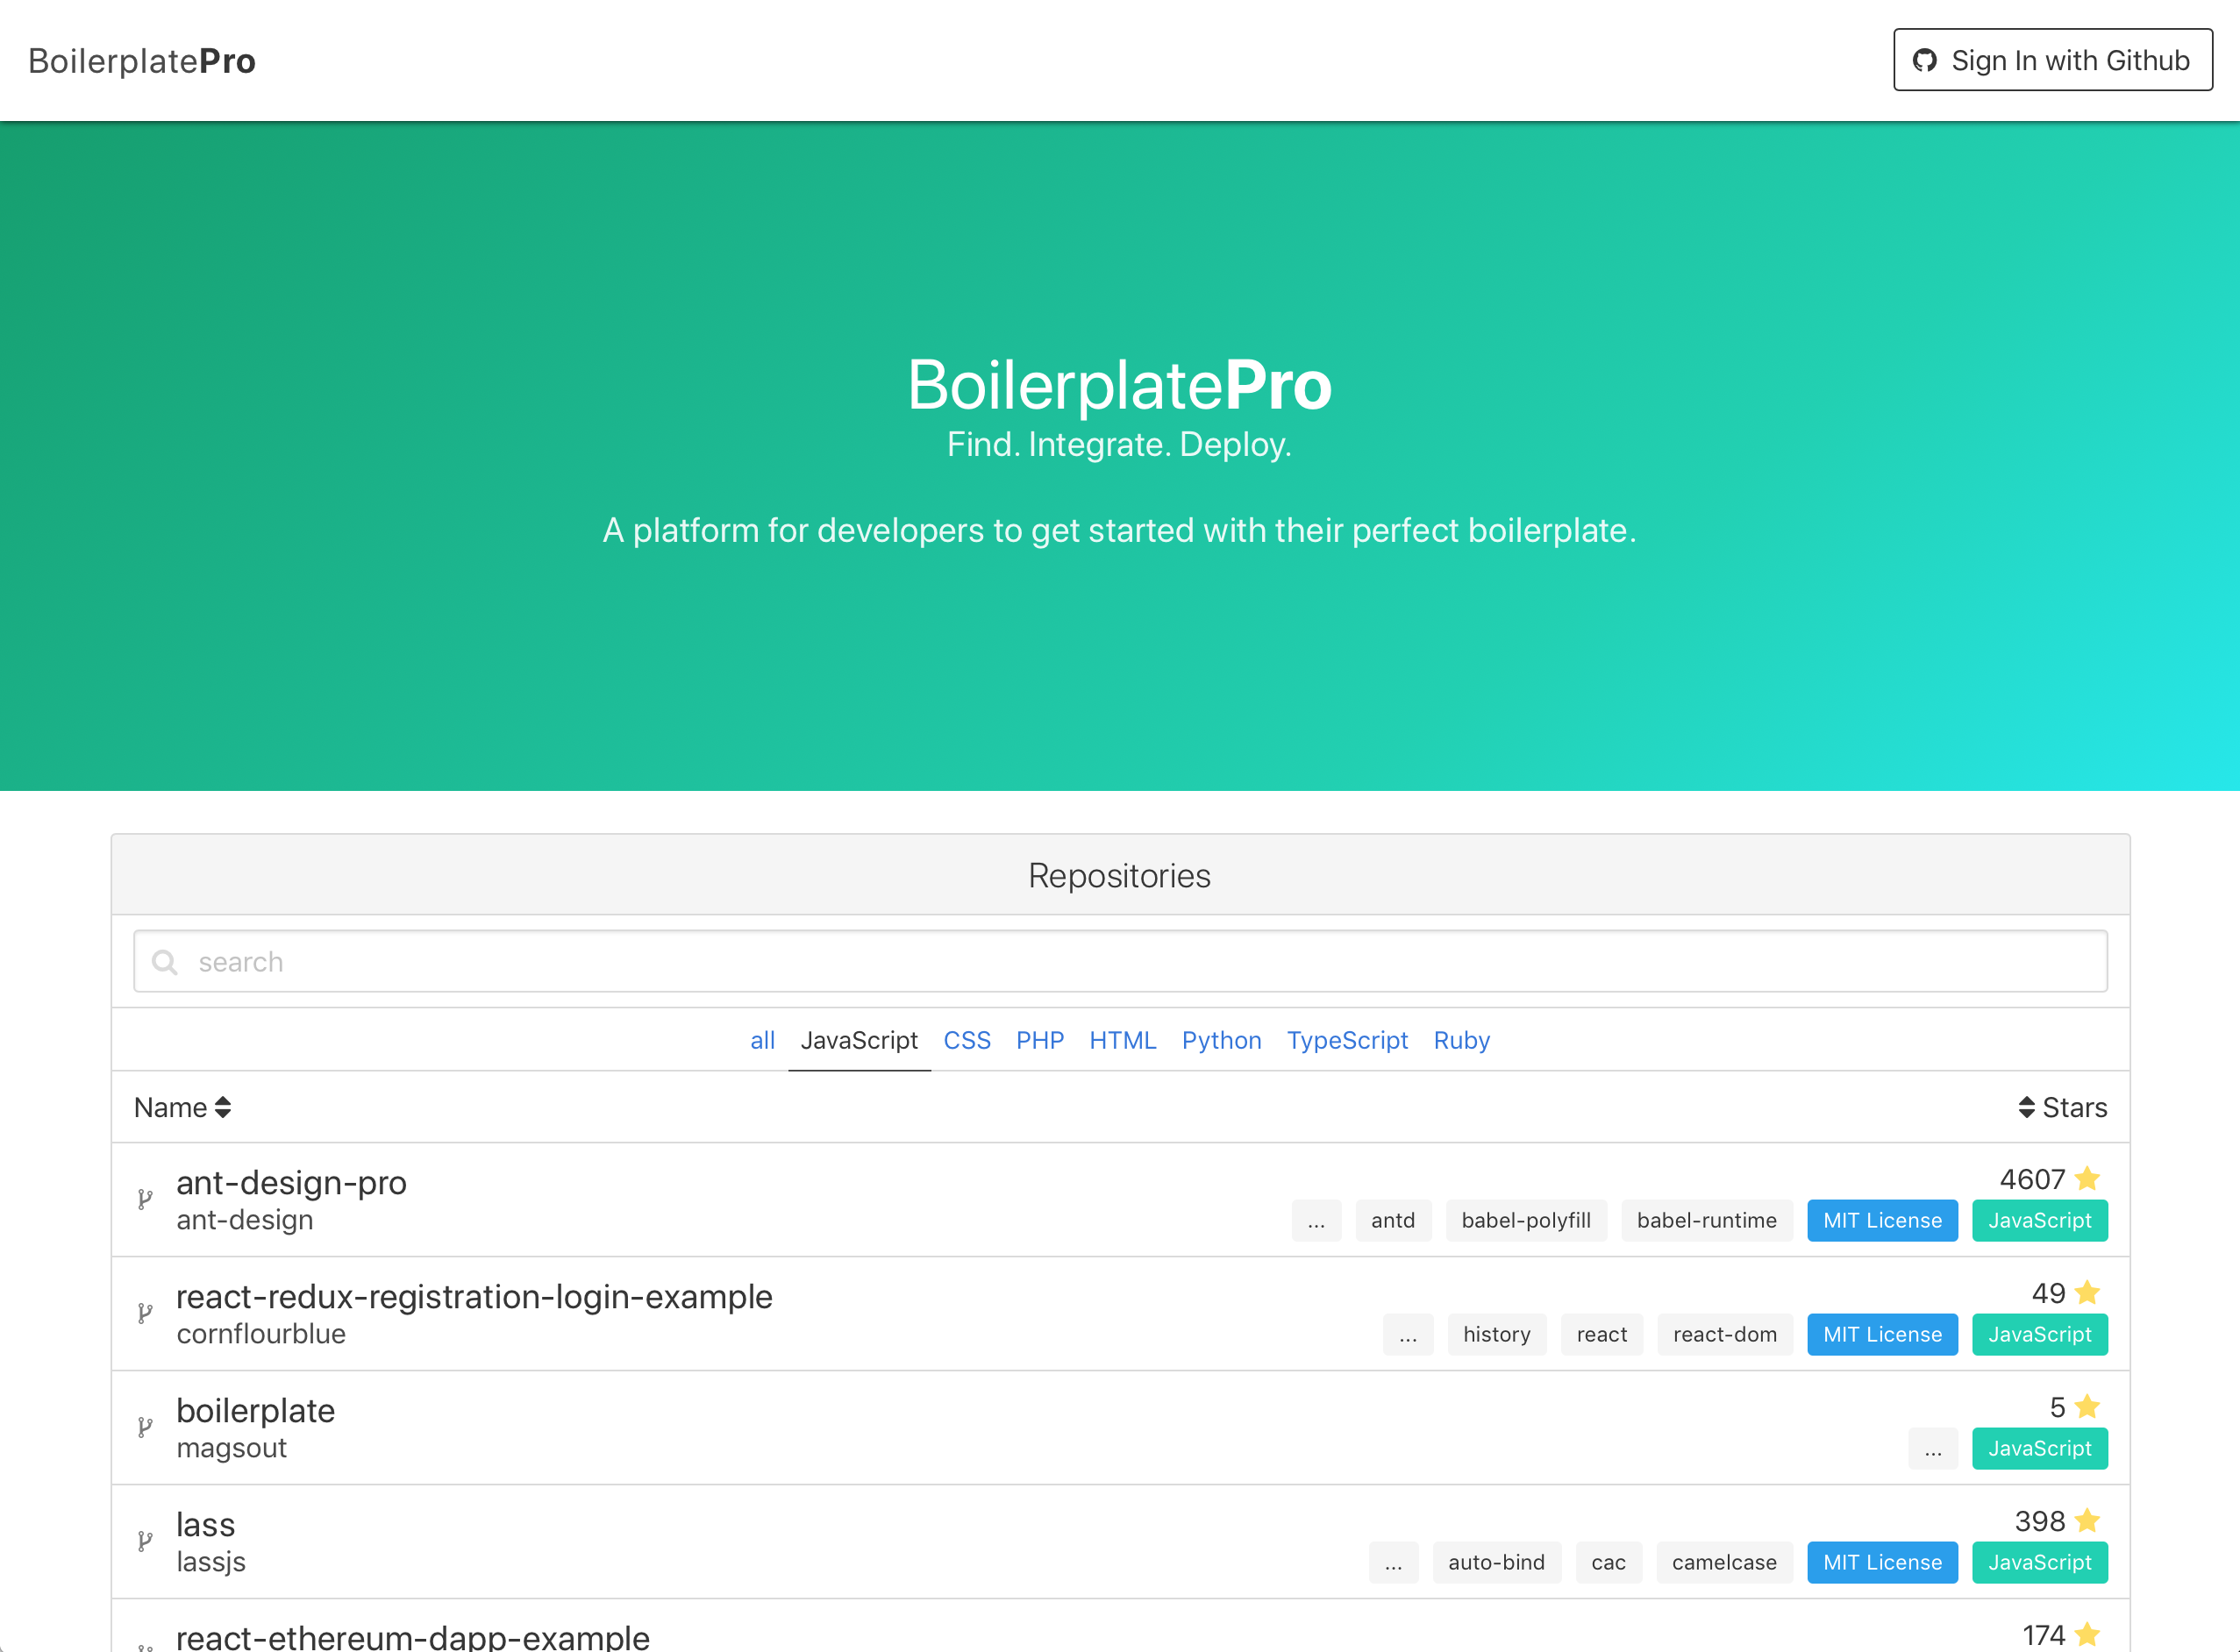 BoilerplatePro
Sign In with Github
BoilerplatePro
Find. Integrate. Deploy.
A platform for developers to get started with their perfect boilerplate.
Repositories
search
all JavaScript CSS PHP HTML Python TypeScript Ruby
Name Stars
ant-design-pro
ant-design
4607
... antd babel-polyfill babel-runtime MIT License JavaScript
react-redux-registration-login-example
cornflourblue
49
... history react react-dom MIT License JavaScript
boilerplate
magsout
5
... JavaScript
lass
lassjs
398
... auto-bind cac camelcase MIT License JavaScript
react-ethereum-dapp-example
174